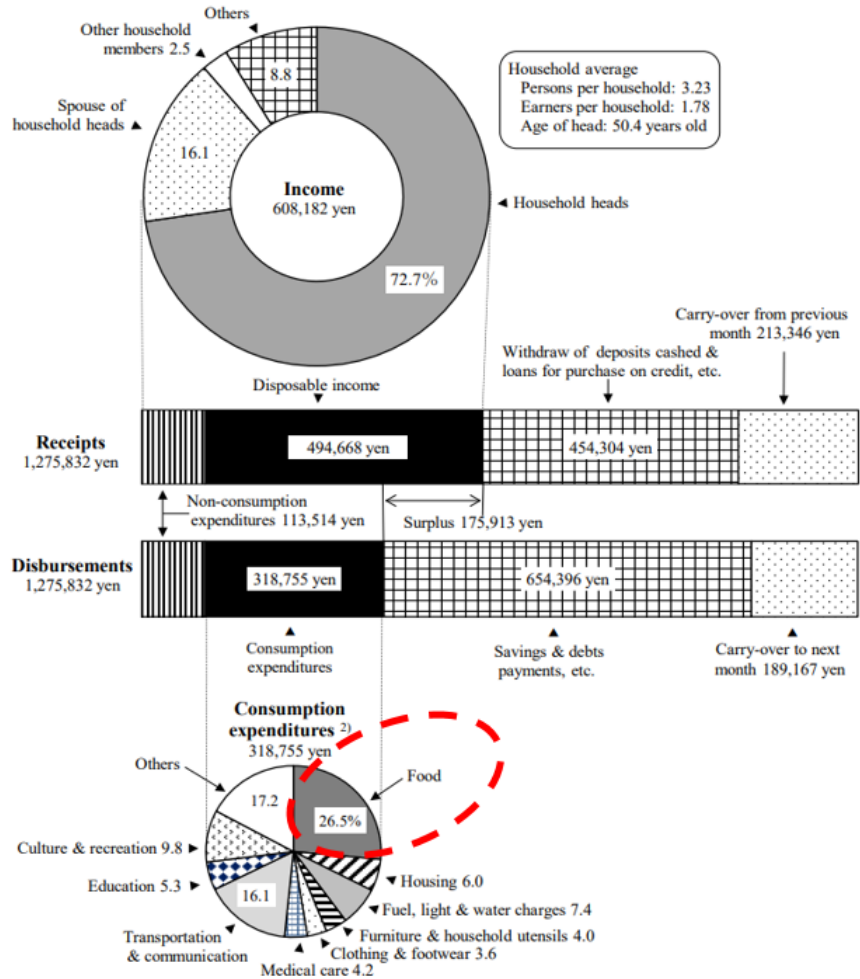 Others
Other household
members 2.5
8.8
Household average
Persons per household: 3.23
Earners per household: 1.78
Age of head: 50.4 years old
Spouse of
household heads
16.1
Income
608,182 yen
Household heads
72.7%
Carry-over from previous
month 213,346 yen
Withdraw of deposits cashed &
loans for purchase on credit, etc.
Disposable income
Receipts
1,275,832 yen
494,668 yen
454,304 yen
Non-consumption
expenditures 113,514 yen
Surplus 175,913 yen
Disbursements
1,275,832 yen
318,755 yen
654,396 yen
Consumption
expenditures
Savings & debts
payments, etc.
Carry-over to next
month 189,167 yen
Consumption
expenditures 2)
318,755 yen
Others
Food
17.2
26.5%
Culture & recreation 9.8
Housing 6.0
Education 5.3
16.1
Fuel, light & water charges 7.4
Transportation
& communication
Furniture & household utensils 4.0
Clothing & footwear 3.6
Medical care 4.2